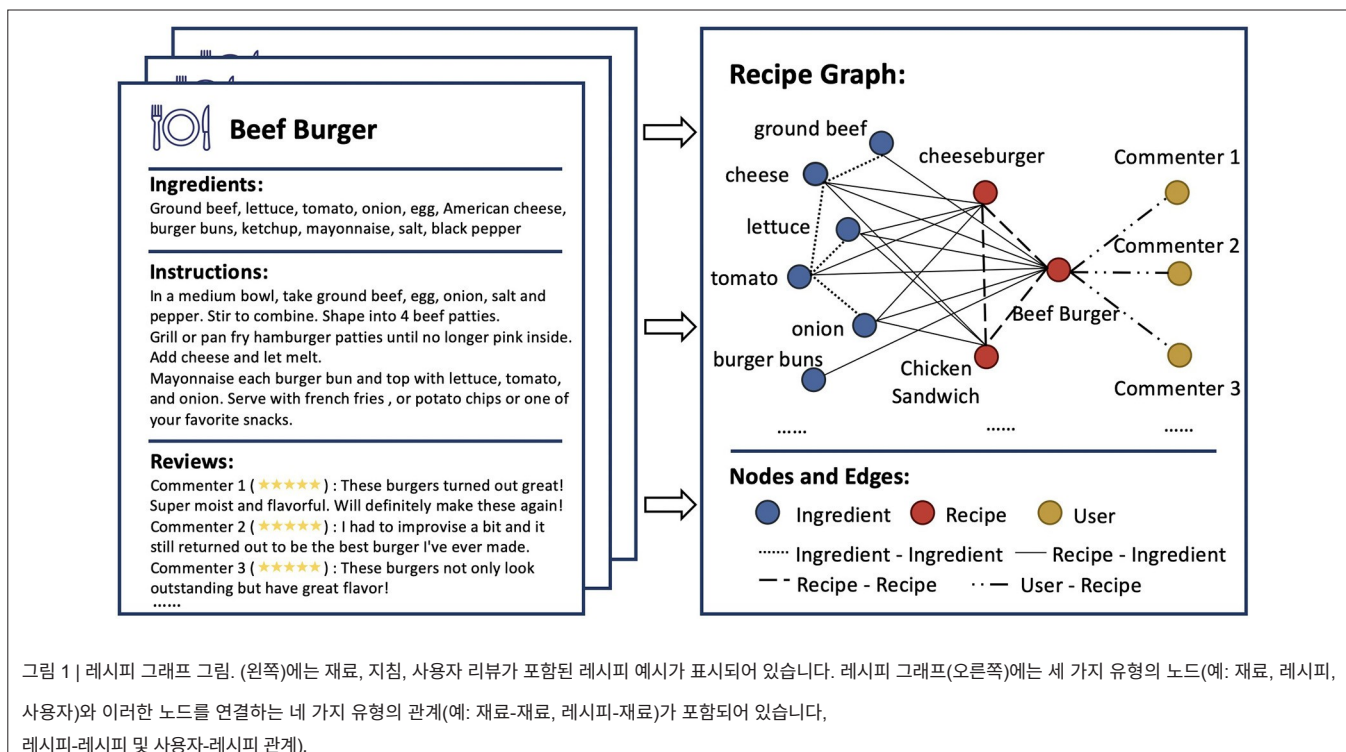 Beef Burger
Ingredients:
Ground beef, lettuce, tomato, onion, egg, American cheese,
burger buns, ketchup, mayonnaise, salt, black pepper
Instructions:
In a medium bowl, take ground beef, egg, onion, salt and
pepper. Stir to combine. Shape into 4 beef patties.
Grill or pan fry hamburger patties until no longer pink inside.
Add cheese and let melt.
Mayonnaise each burger bun and top with lettuce, tomato,
and onion. Serve with french fries , or potato chips or one of
your favorite snacks.
Reviews:
Commenter 1 ( ★★★★★ ) : These burgers turned out great!
Super moist and flavorful. Will definitely make these again!
Commenter 2 ( ★★★★★ ) : I had to improvise a bit and it
still returned out to be the best burger I've ever made.
Commenter 3 ( ★★★★★ ) : These burgers not only look
outstanding but have great flavor!
......
Recipe Graph:
ground beef
cheese
lettuce
tomato
onion
burger buns
......
cheeseburger
Beef Burger
Chicken
Sandwich
......
Commenter 1
Commenter 2
Commenter 3
......
Nodes and Edges:
Ingredient Recipe User
Ingredient - Ingredient Recipe - Ingredient
Recipe - Recipe User - Recipe
그림 1 | 레시피 그래프 그림. (왼쪽)에는 재료, 지침, 사용자 리뷰가 포함된 레시피 예시가 표시되어 있습니다. 레시피 그래프(오른쪽)에는 세 가지 유형의 노드(예: 재료, 레시피,
사용자)와 이러한 노드를 연결하는 네 가지 유형의 관계(예: 재료-재료, 레시피-재료)가 포함되어 있습니다,
레시피-레시피 및 사용자-레시피 관계).